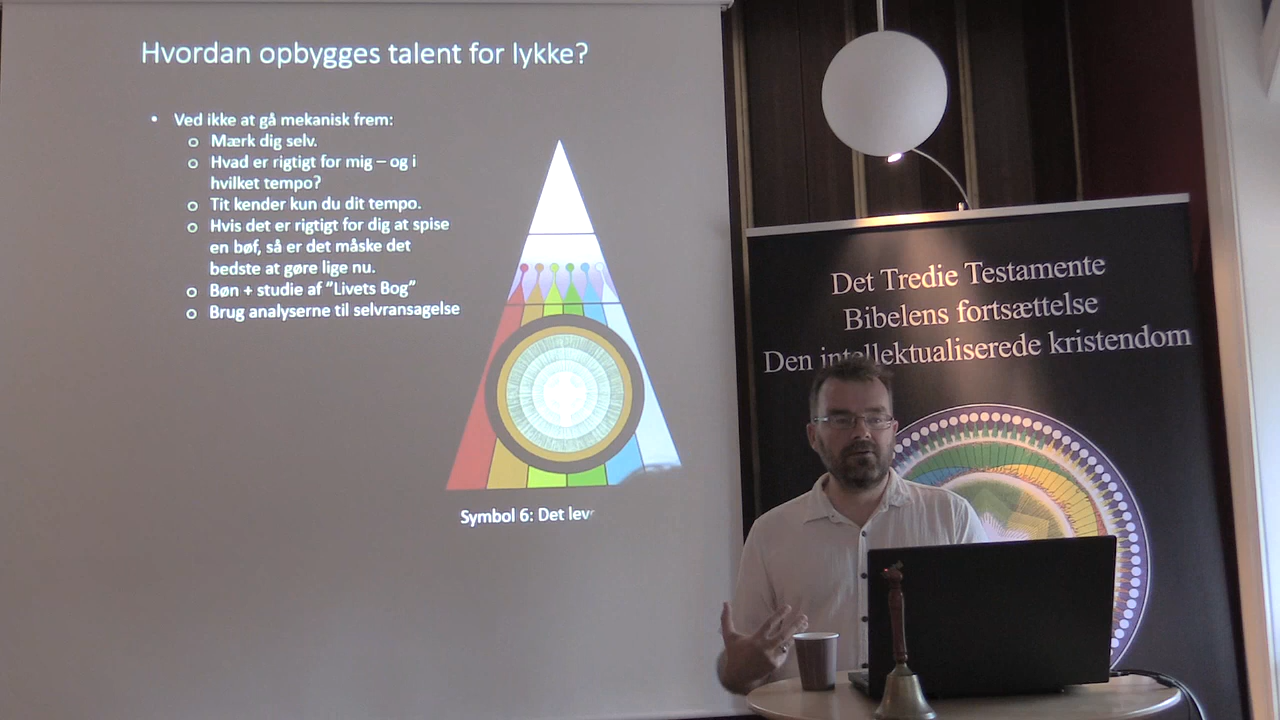 Hvordan opbygges talent for lykke?
• Ved ikke at gå mekanisk frem:
o Mærk dig selv.
o Hvad er rigtigt for mig – og i
hvilket tempo?
o Tit kender kun du dit tempo.
o Hvis det er rigtigt for dig at spise
en bøf, så er det måske det
bedste at gøre lige nu.
o Bøn + studie af ”Livets Bog”
o Brug analyserne til selvransagelse
Symbol 6: Det lev
Det Tredie Testamente
Bibelens fortsættelse
Den intellektualiserede kristendom